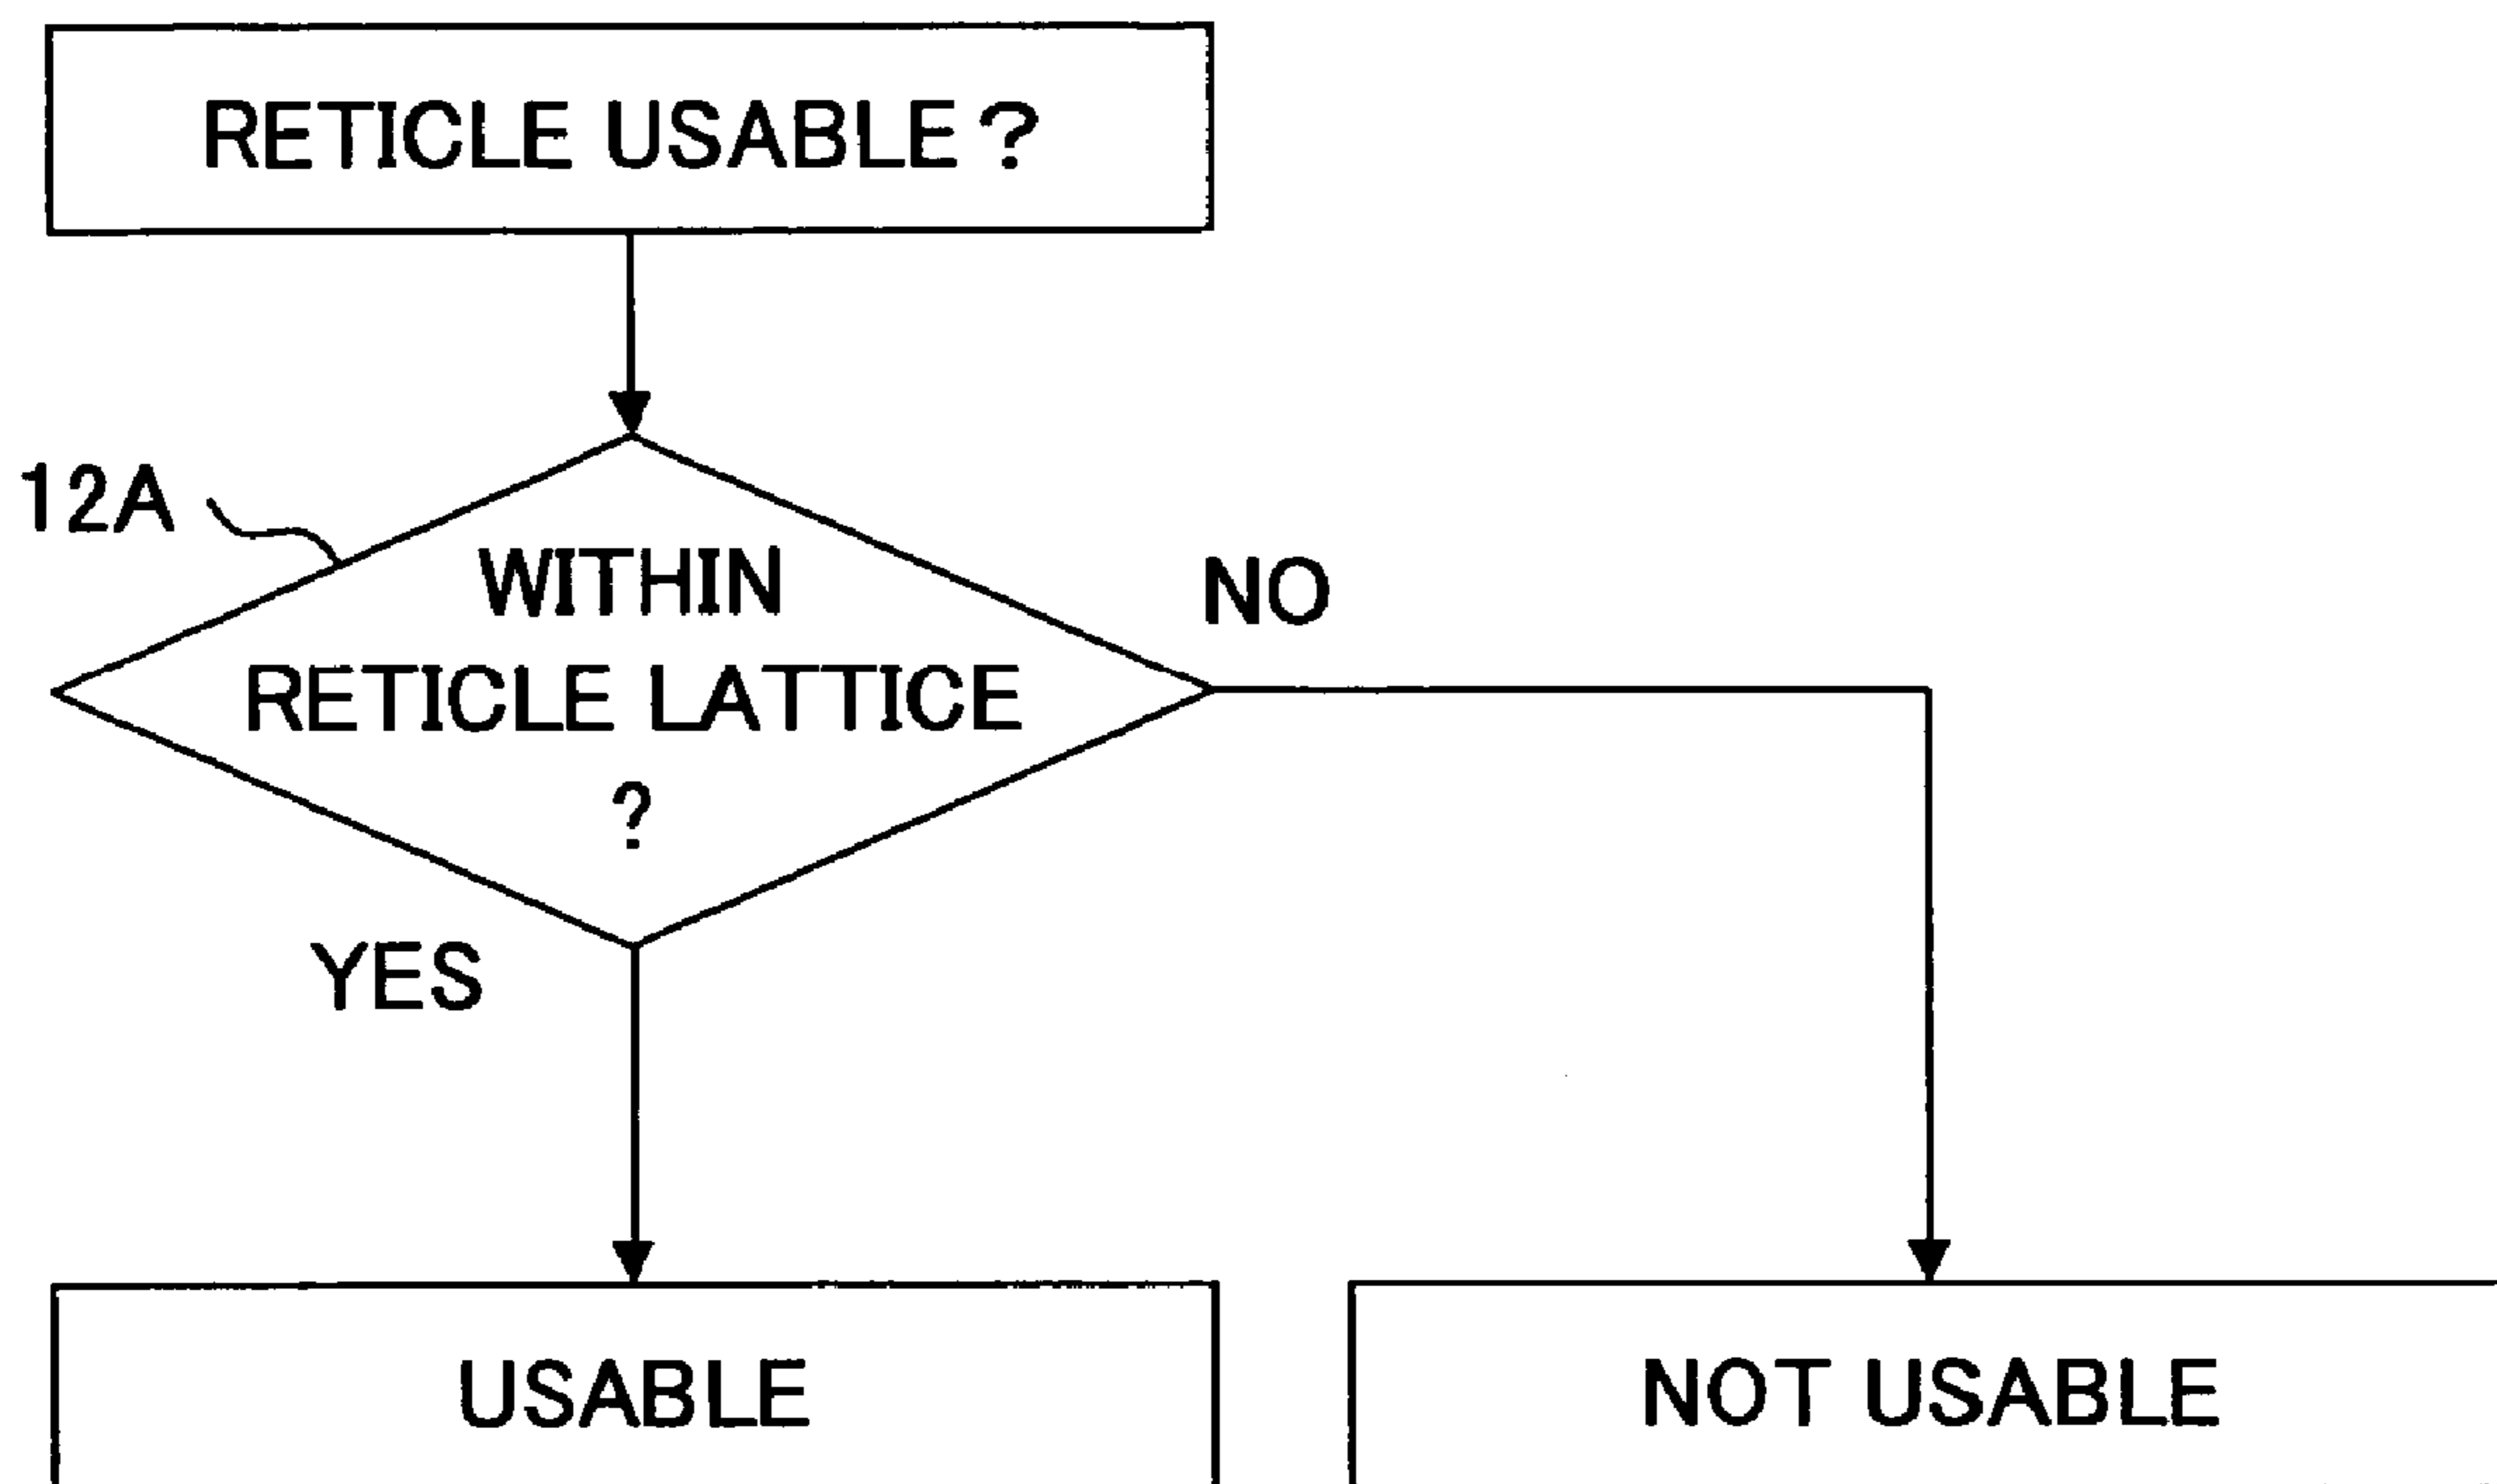 RETICLE USABLE ?
12A
WITHIN
RETICLE LATTICE
?
NO
YES
USABLE
NOT USABLE